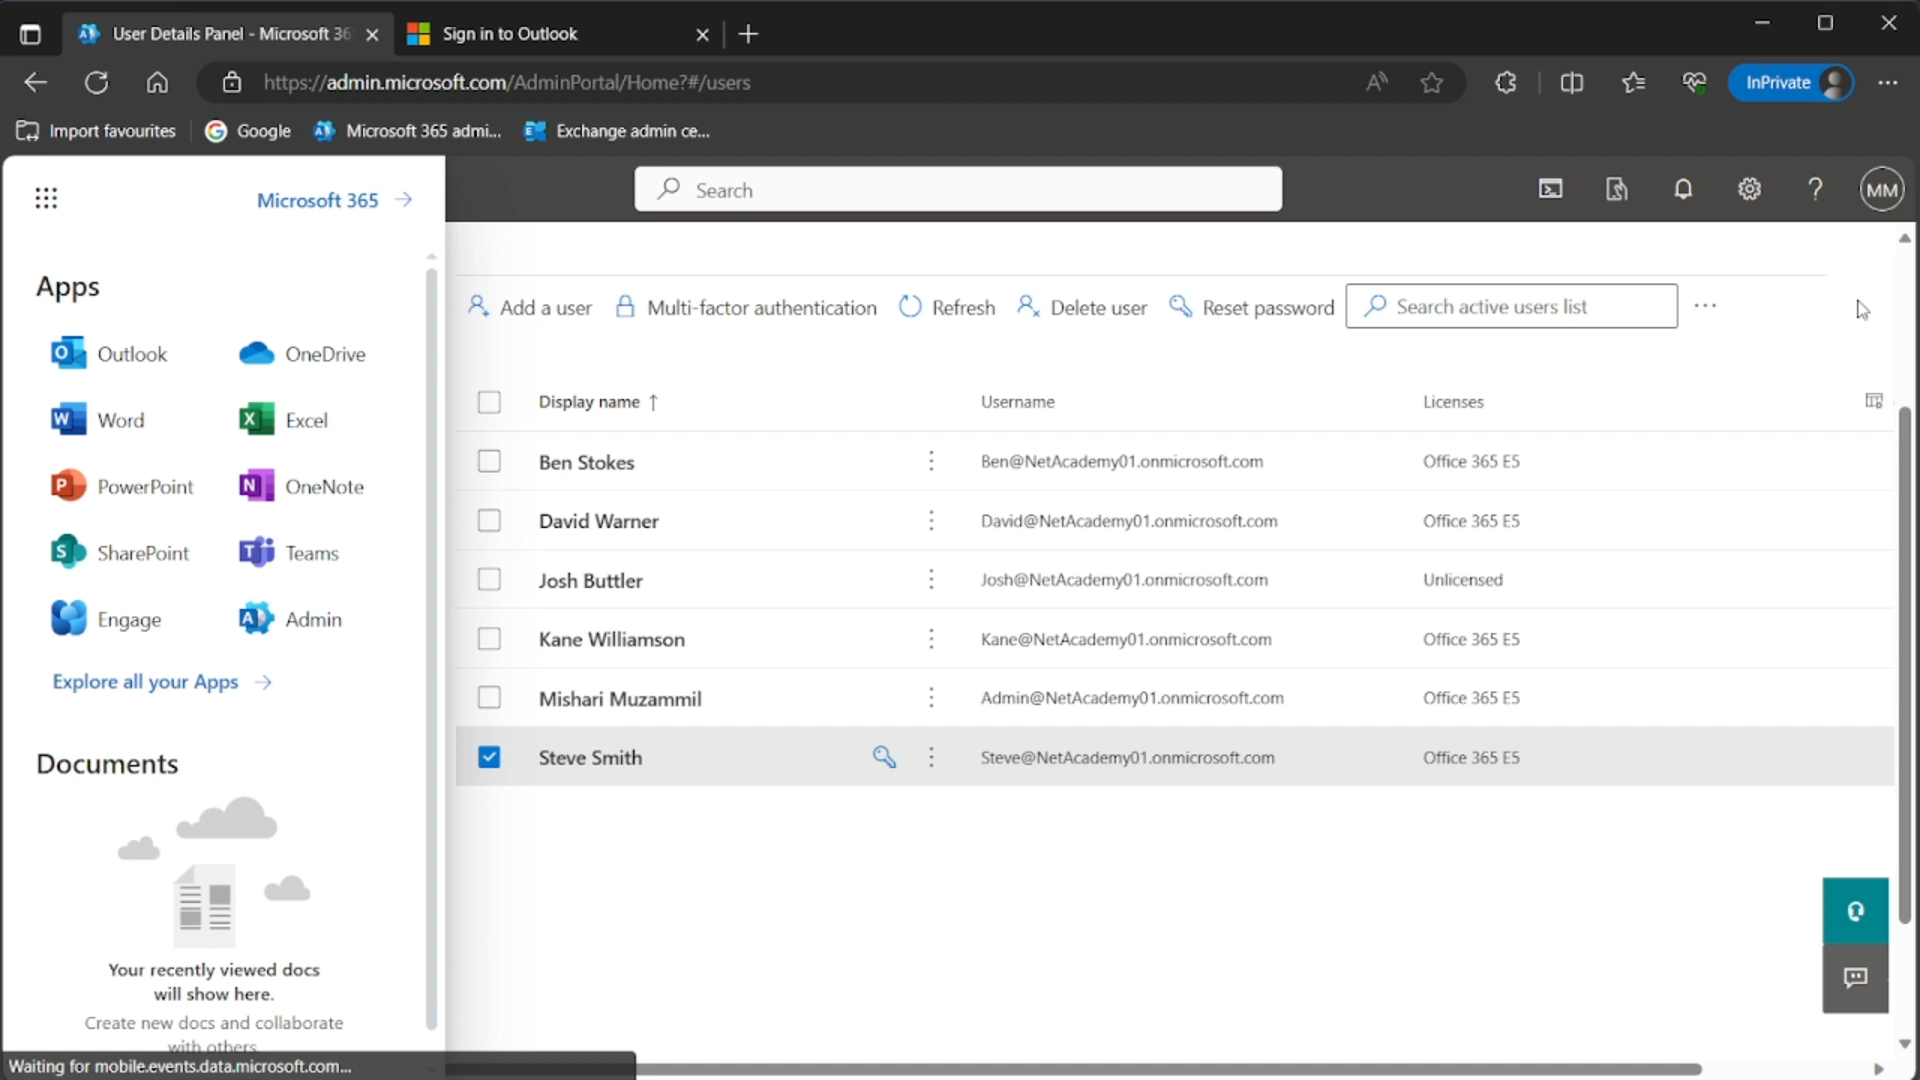 User Details Panel - Microsoft 36
Sign in to Outlook
https://admin.microsoft.com/AdminPortal/Home?#/users
InPrivate
Import favourites
Google
Microsoft 365 admi...
Exchange admin ce...
Microsoft 365
Search
MM
Apps
Outlook
OneDrive
Word
Excel
PowerPoint
OneNote
SharePoint
Teams
Engage
Admin
Explore all your Apps
Documents
Your recently viewed docs
will show here.
Create new docs and collaborate
with others.
Waiting for mobile.events.data.microsoft.com...
Add a user
Multi-factor authentication
Refresh
Delete user
Reset password
Search active users list
Display name ↑ Username Licenses
Ben Stokes Ben@NetAcademy01.onmicrosoft.com Office 365 E5
David Warner David@NetAcademy01.onmicrosoft.com Office 365 E5
Josh Buttler Josh@NetAcademy01.onmicrosoft.com Unlicensed
Kane Williamson Kane@NetAcademy01.onmicrosoft.com Office 365 E5
Mishari Muzammil Admin@NetAcademy01.onmicrosoft.com Office 365 E5
Steve Smith Steve@NetAcademy01.onmicrosoft.com Office 365 E5